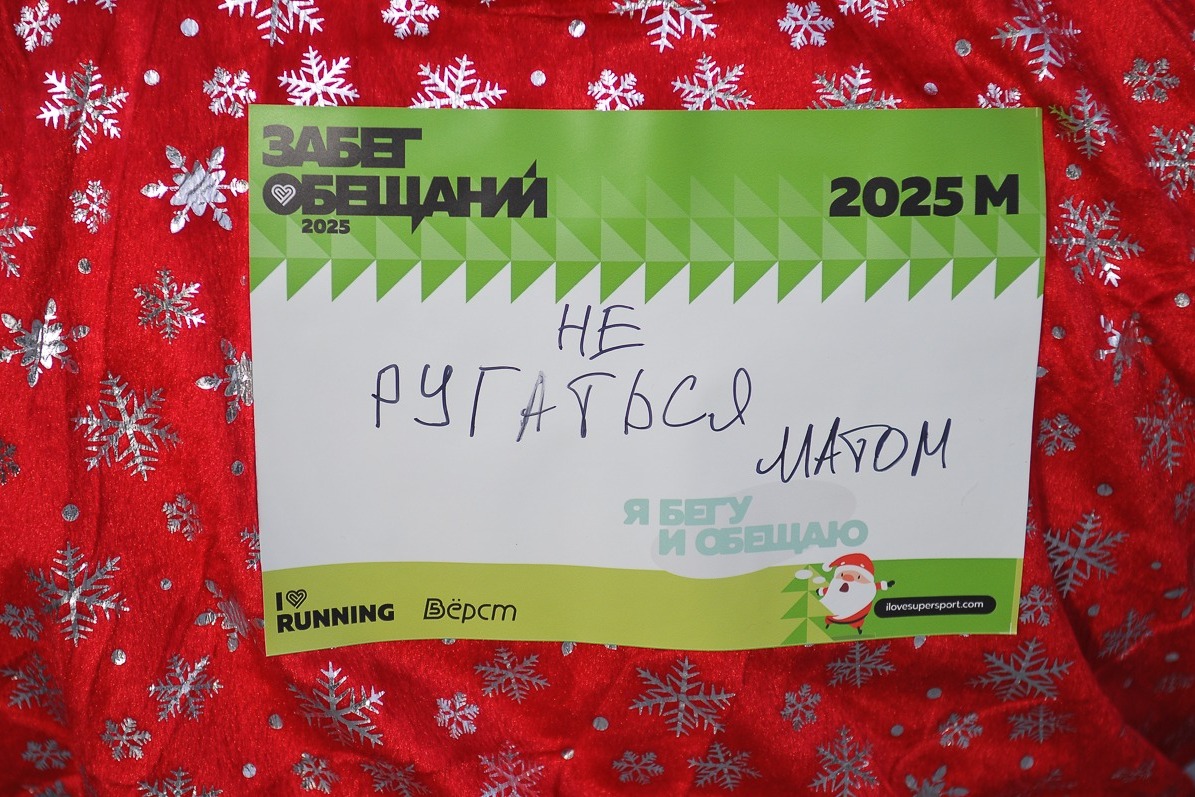 ЗАБЕГ
ОБЕЩАНИЙ
2025
2025 М
НЕ
РУГАТЬСЯ
МАТОМ
Я БЕГУ
И ОБЕЩАЮ
I RUNNING
Вёрст
ilovesupersport.com